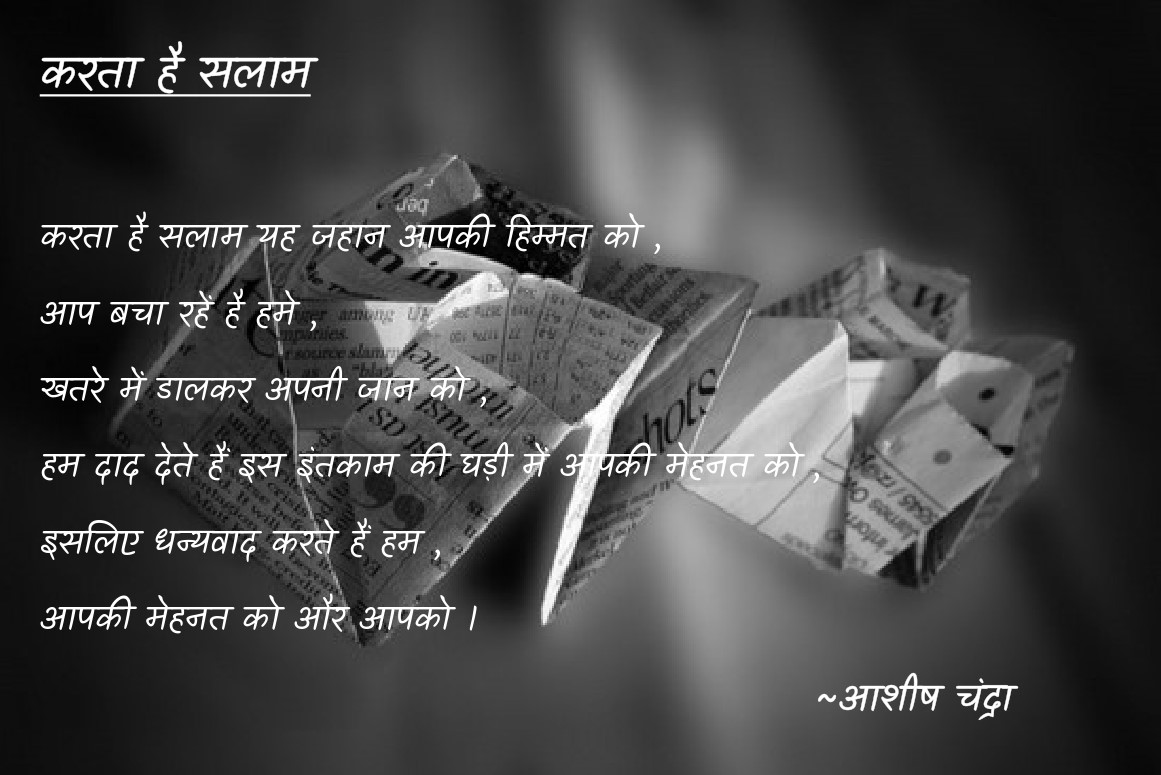 करता है सलाम
करता है सलाम यह जहान आपकी हिम्मत को ,
आप बचा रहें है हमे ,
खतरे में डालकर अपनी जान को ,
हम दाद देते हैं इस इंतकाम की घड़ी में आपकी मेहनत को ,
इसलिए धन्यवाद करते हैं हम ,
आपकी मेहनत को और आपको ।
~आशीष चंद्रा